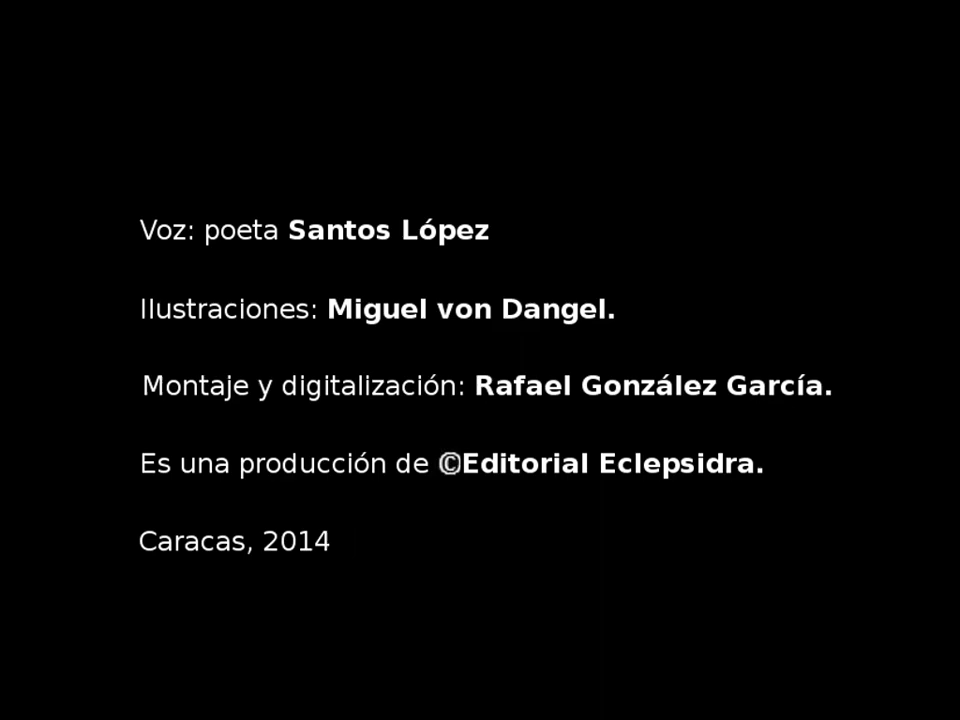 Voz: poeta Santos López
Ilustraciones: Miguel von Dangel.
Montaje y digitalización: Rafael González García.
Es una producción de ©Editorial Eclepsidra.
Caracas, 2014